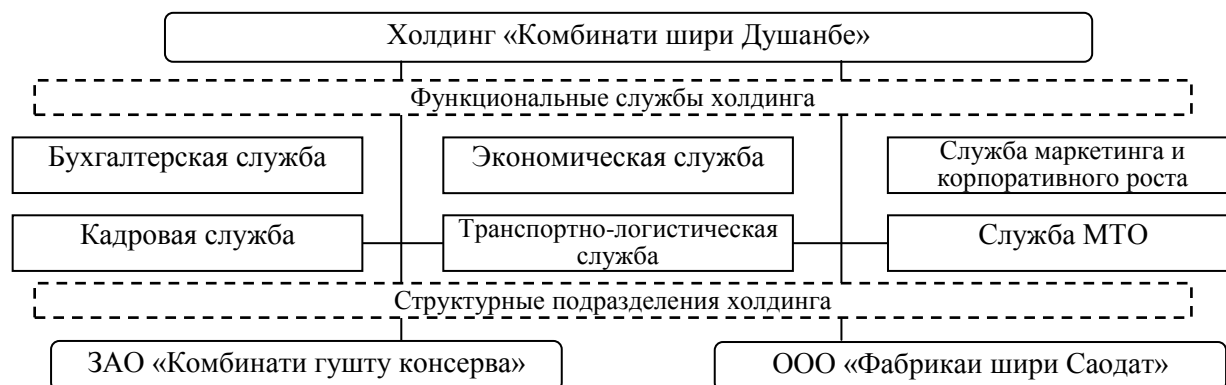 Холдинг «Комбинати шири Душанбе»
Функциональные службы холдинга
Бухгалтерская служба
Экономическая служба
Служба маркетинга и
корпоративного роста
Кадровая служба
Транспортно-логистическая
служба
Служба МТО
Структурные подразделения холдинга
ЗАО «Комбинати гушту консерва»
ООО «Фабрикаи шири Саодат»